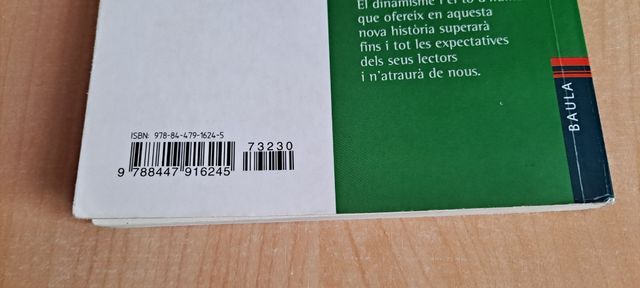 El dinamisme i el to d'hum
que ofereix en aquesta
nova història superarà
fins i tot les expectatives
dels seus lectors
i n'atraurà de nous.
BAULA
ISBN: 978-84-479-1624-5
73230
9 788447 916245